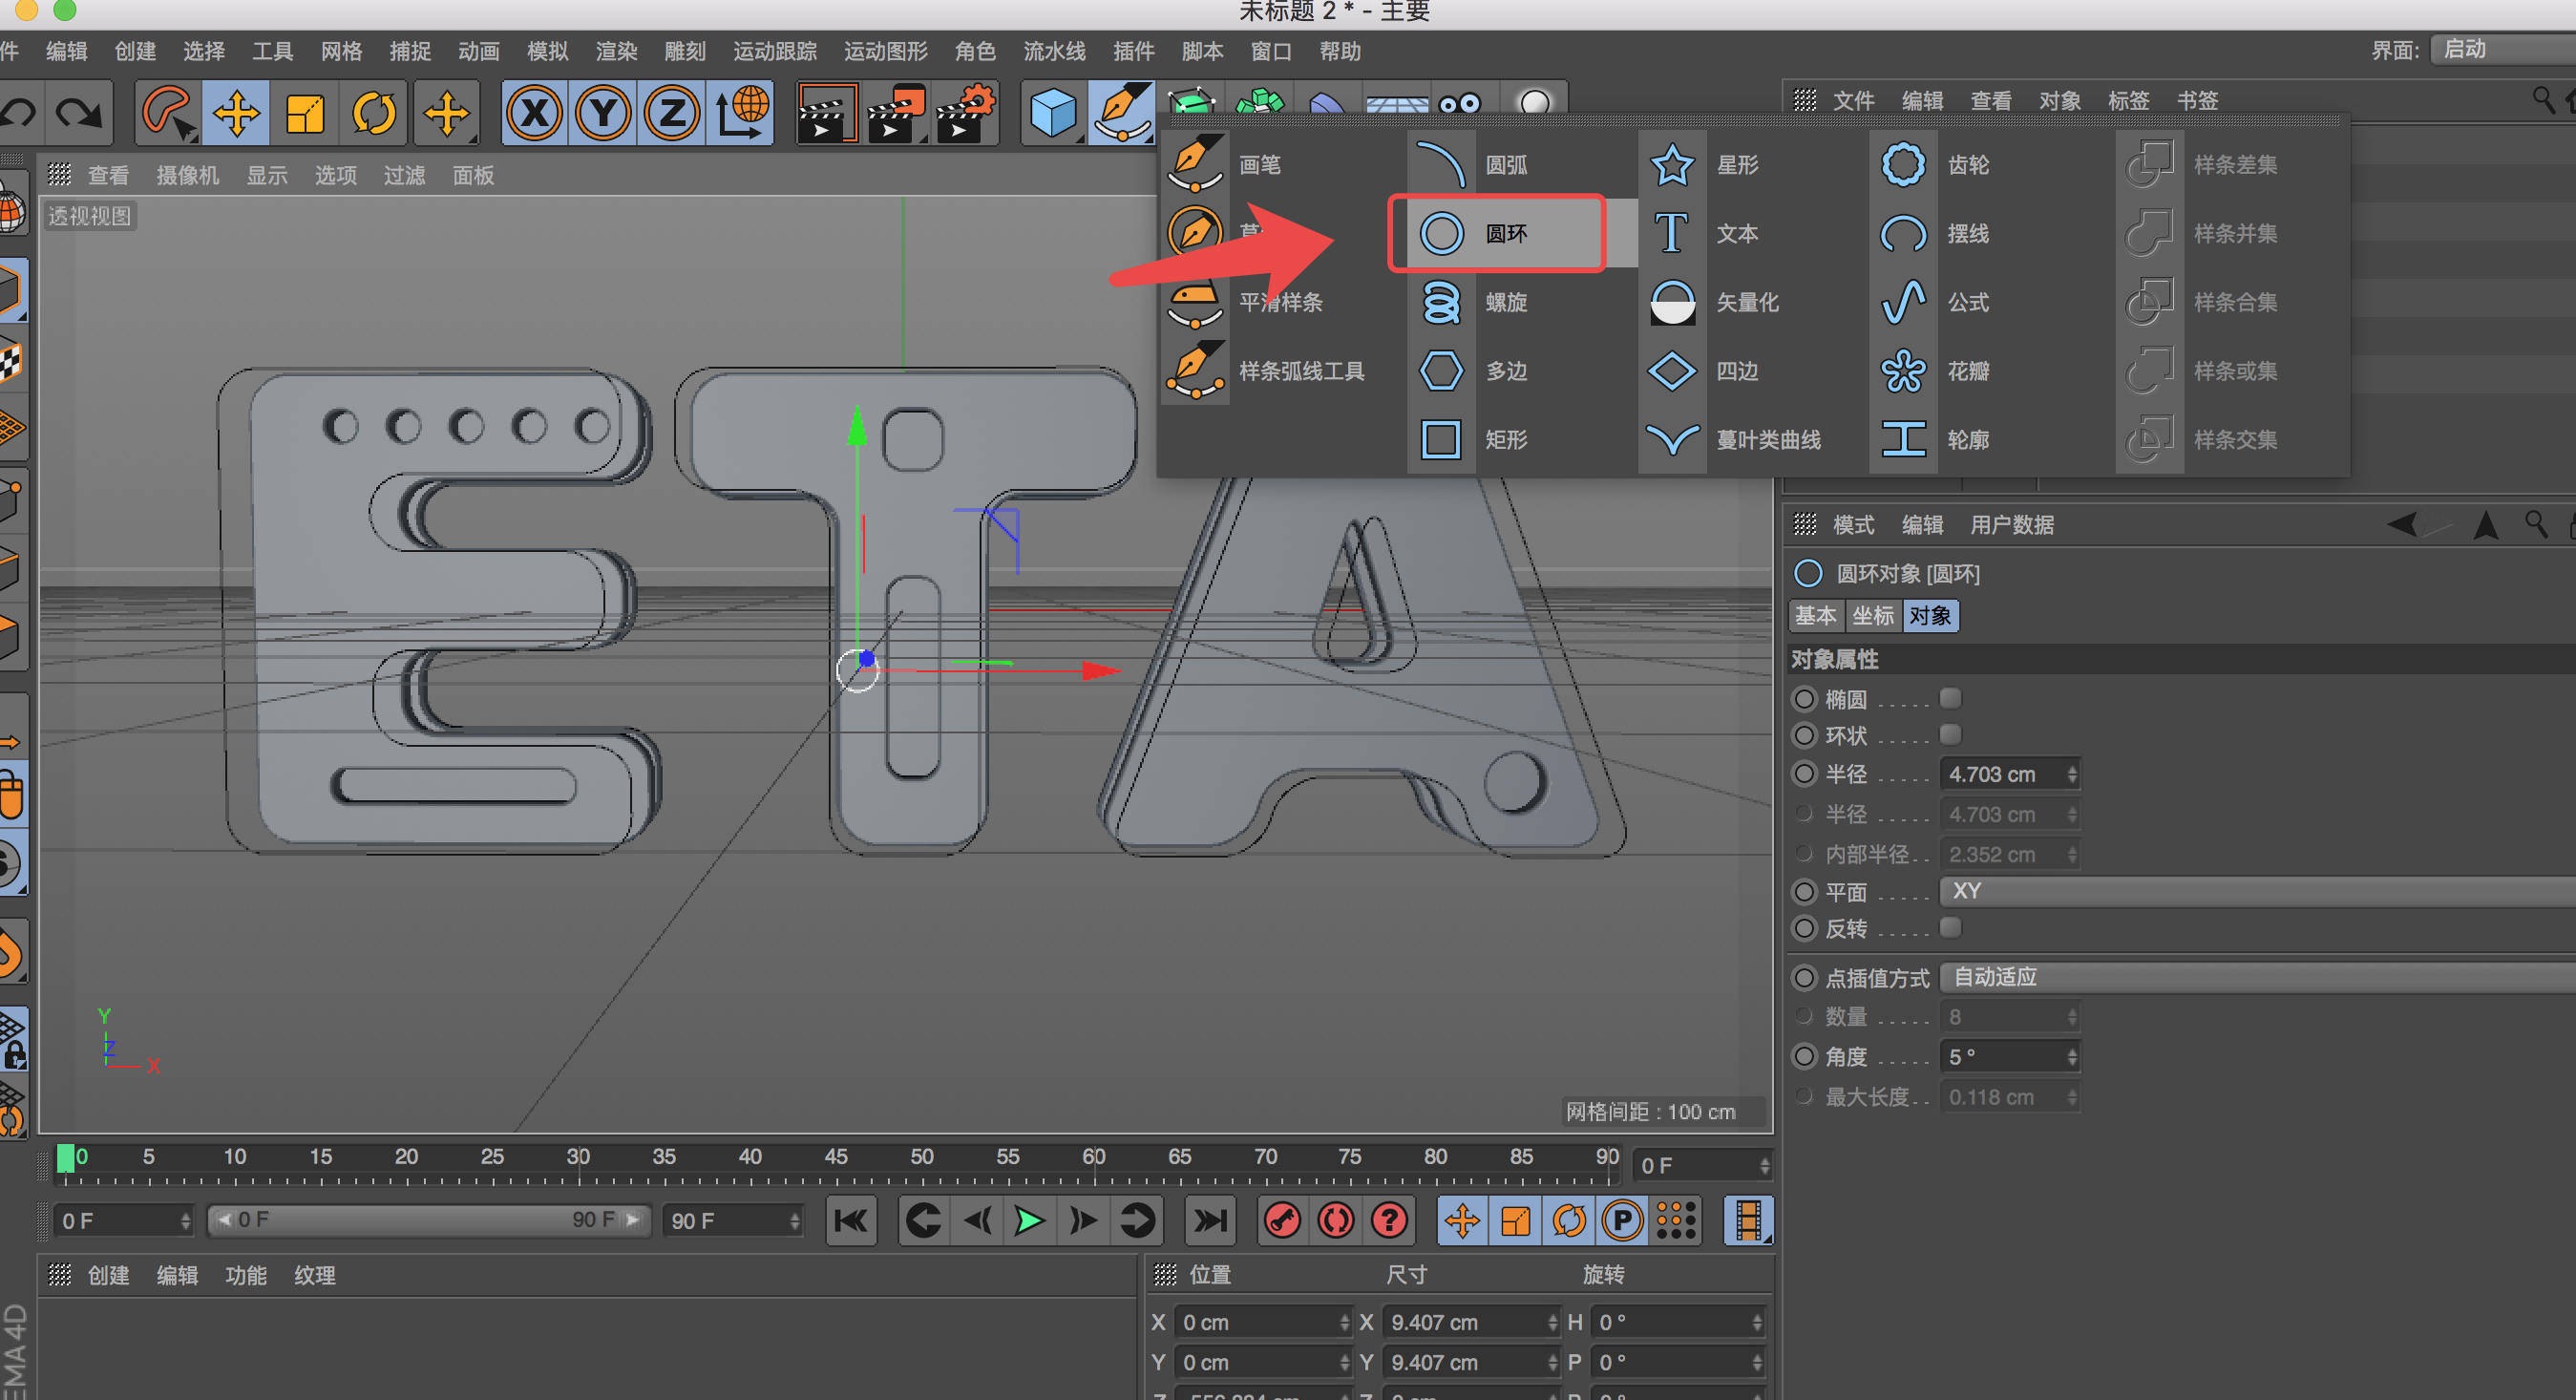 未标题 2 * - 主要
件 编辑 创建 选择 工具 网格 捕捉 动画 模拟 渲染 雕刻 运动跟踪 运动图形 角色 流水线 插件 脚本 窗口 帮助
界面: 启动
X Y Z
文件 编辑 查看 对象 标签 书签
查看 摄像机 显示 选项 过滤 面板
透视视图
画笔 圆弧 星形 齿轮 样条差集
圆环 文本 摆线 样条并集
平滑样条 螺旋 矢量化 公式 样条合集
样条弧线工具 多边 四边 花瓣 样条或集
矩形 蔓叶类曲线 轮廓 样条交集
模式 编辑 用户数据
圆环对象 [圆环]
基本 坐标 对象
对象属性
椭圆
环状
半径 4.703 cm
半径 4.703 cm
内部半径 2.352 cm
平面 XY
反转
点插值方式 自动适应
数量 8
角度 5 °
最大长度 0.118 cm
Y
Z
X
网格间距 : 100 cm
0 5 10 15 20 25 30 35 40 45 50 55 60 65 70 75 80 85 90 0 F
0 F 0 F 90 F 90 F
P
创建 编辑 功能 纹理
位置 尺寸 旋转
X 0 cm X 9.407 cm H 0 °
Y 0 cm Y 9.407 cm P 0 °
EMA 4D